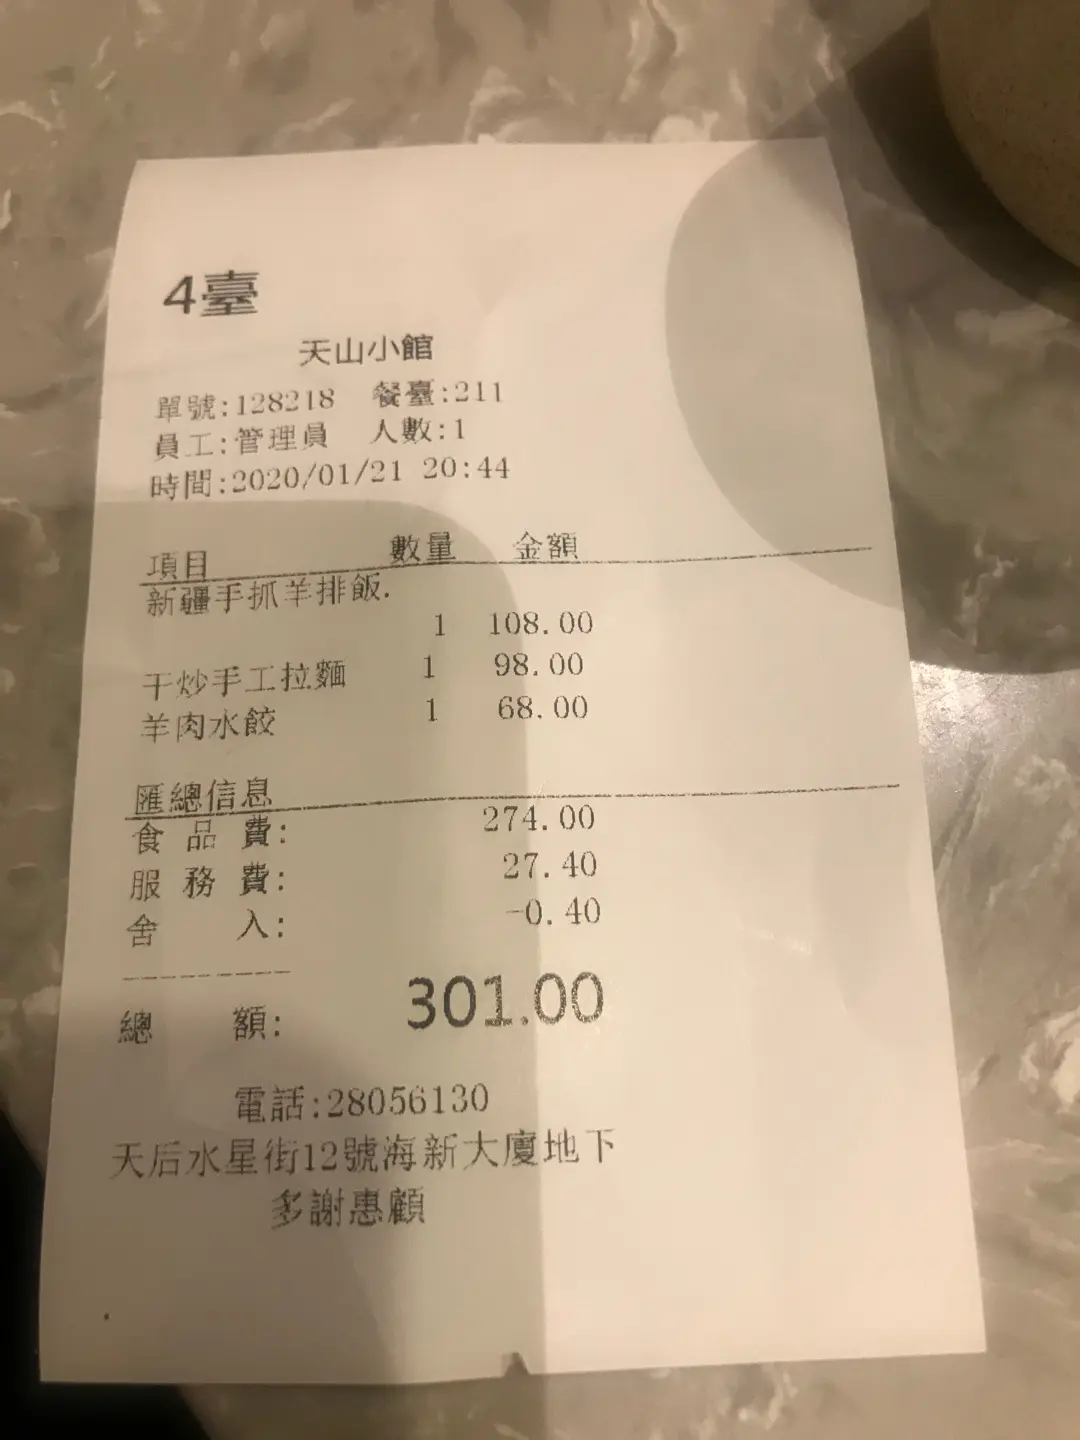 4臺
天山小館
單號:128218 餐臺:211
員工:管理員 人數:1
時間:2020/01/21 20:44
項目 數量 金額
新疆手抓羊排飯.
1 108.00
干炒手工拉麵 1 98.00
羊肉水餃 1 68.00
匯總信息
食品費: 274.00
服務費: 27.40
舍入: -0.40
總額: 301.00
電話:28056130
天后水星街12號海新大廈地下
多謝惠顧